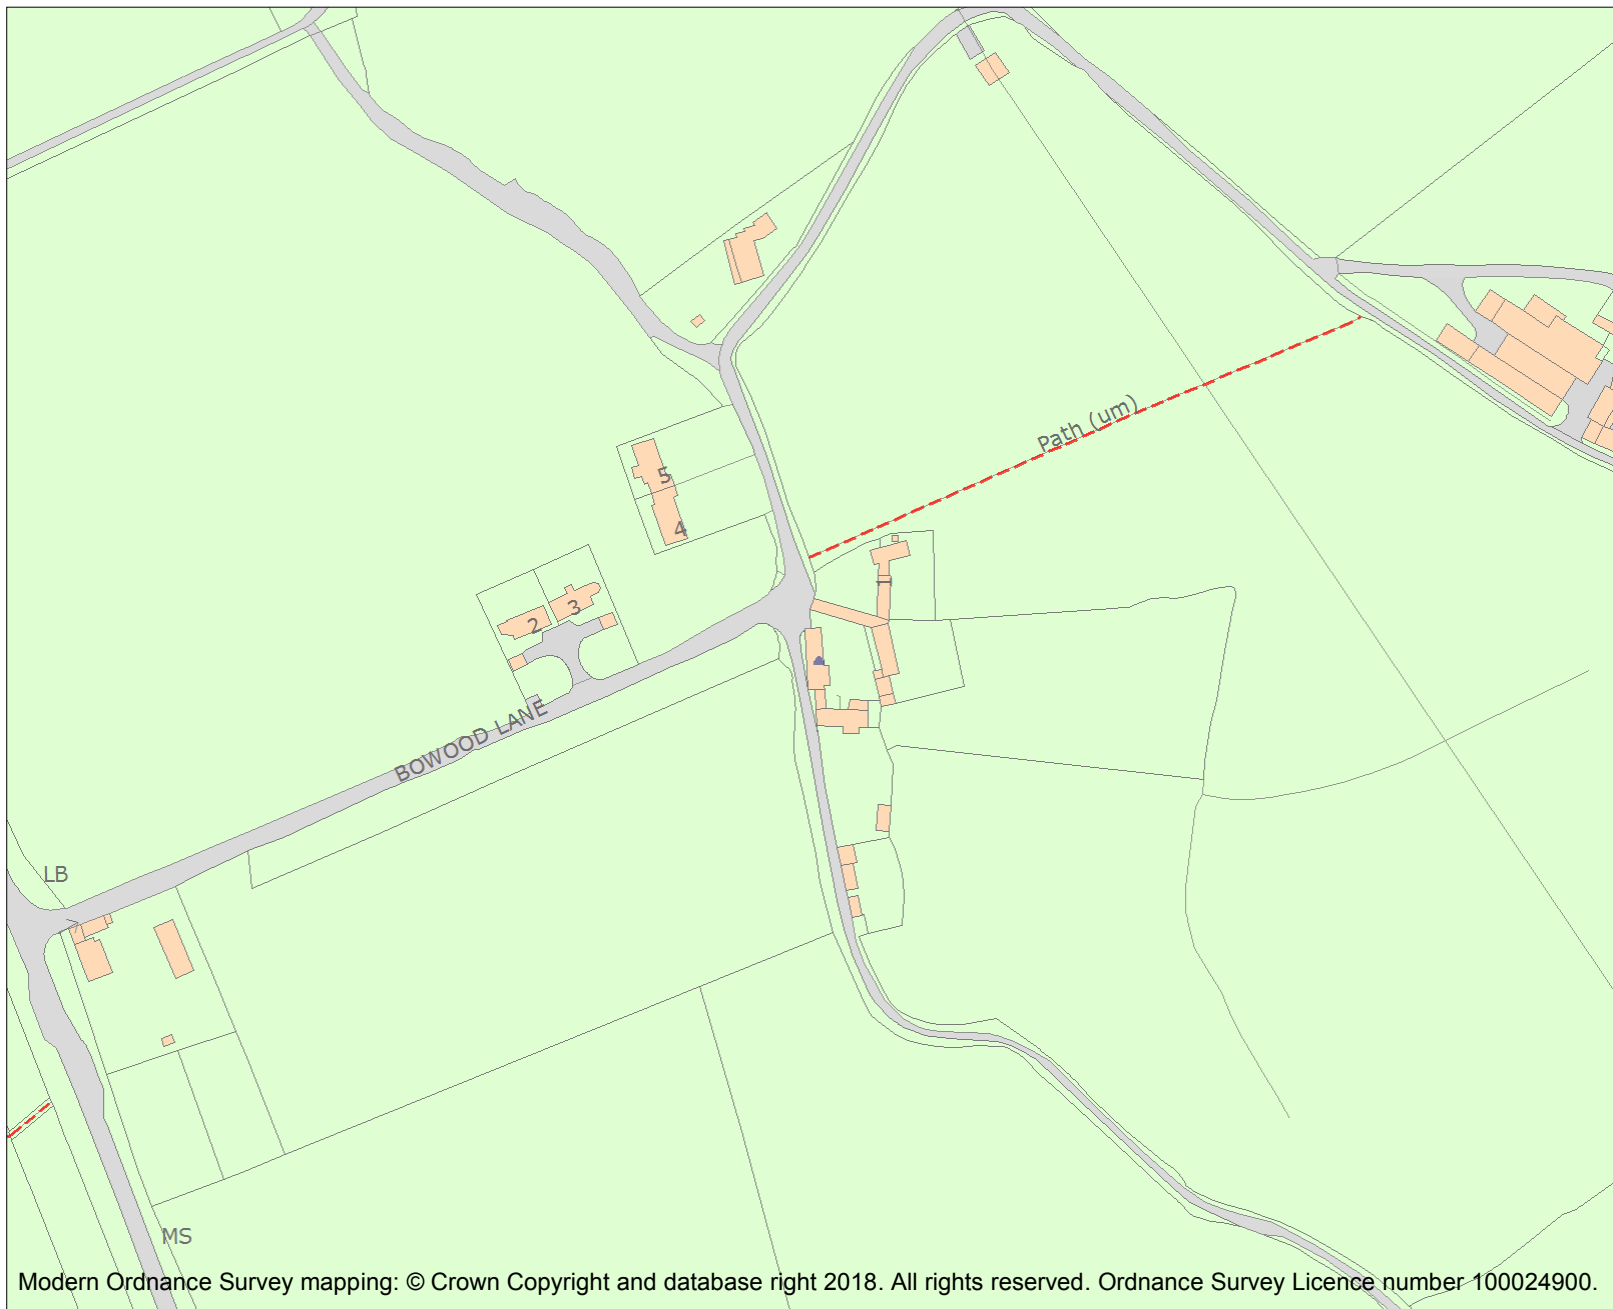 Path (um)
5
4
3
2
1
BOWOOD LANE
LB
MS
Modern Ordnance Survey mapping: © Crown Copyright and database right 2018. All rights reserved. Ordnance Survey Licence number 100024900.